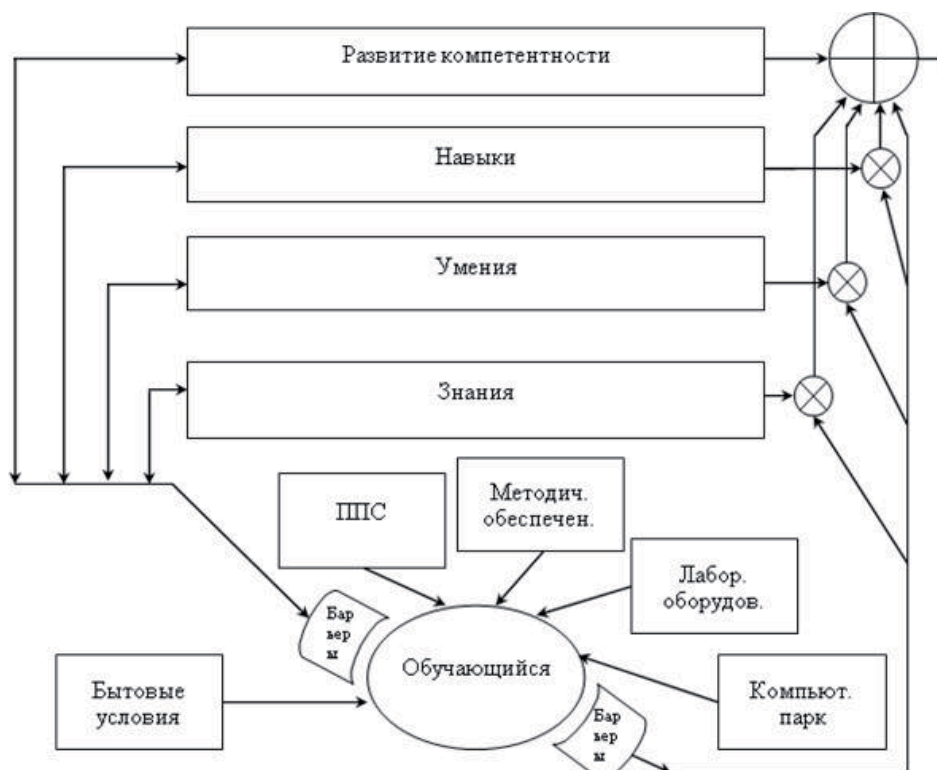 Развитие компетентности
Навыки
Умения
Знания
ППС
Методич.
обеспечен.
Лабор.
оборудов.
Бар
ьер
ы
Обучающийся
Бытовые
условия
Компьют.
парк
Бар
ьер
ы